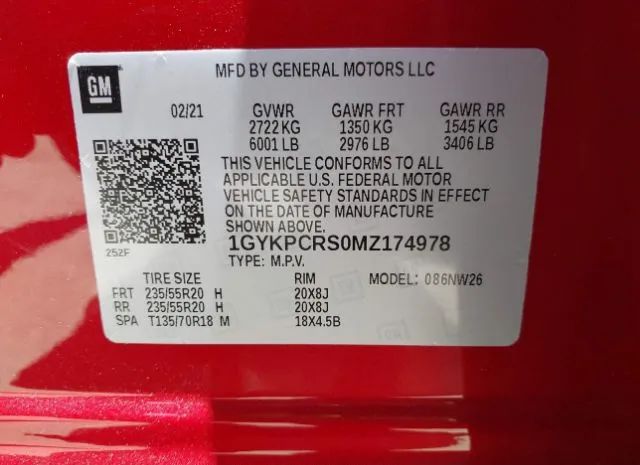 GM
MFD BY GENERAL MOTORS LLC
02/21 GVWR GAWR FRT GAWR RR
2722 KG 1350 KG 1545 KG
6001 LB 2976 LB 3406 LB
THIS VEHICLE CONFORMS TO ALL
APPLICABLE U.S. FEDERAL MOTOR
VEHICLE SAFETY STANDARDS IN EFFECT
ON THE DATE OF MANUFACTURE
SHOWN ABOVE.
1GYKPCRS0MZ174978
252F TYPE: M.P.V.
TIRE SIZE RIM MODEL: 086NW26
FRT 235/55R20 H 20X8J
RR 235/55R20 H 20X8J
SPA T135/70R18 M 18X4.5B